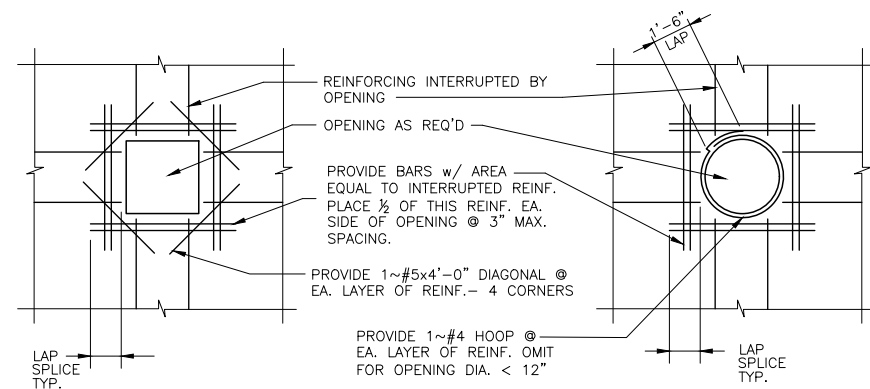 1'-6"
LAP
REINFORCING INTERRUPTED BY
OPENING
OPENING AS REQ'D
PROVIDE BARS w/ AREA
EQUAL TO INTERRUPTED REINF.
PLACE ½ OF THIS REINF. EA.
SIDE OF OPENING @ 3" MAX.
SPACING.
PROVIDE 1~#5x4'-0" DIAGONAL @
EA. LAYER OF REINF.- 4 CORNERS
PROVIDE 1~#4 HOOP @
EA. LAYER OF REINF. OMIT
FOR OPENING DIA. < 12"
LAP
SPLICE
TYP.
LAP
SPLICE
TYP.